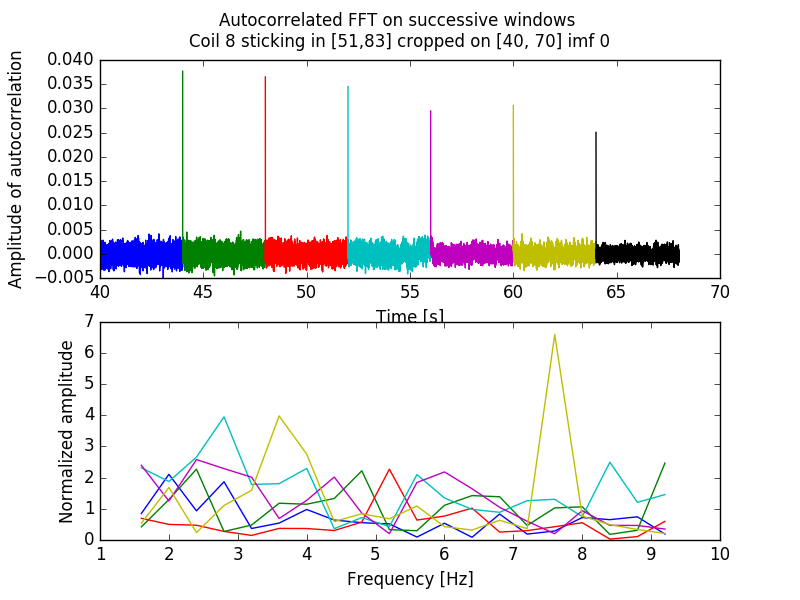 Autocorrelated FFT on successive windows
Coil 8 sticking in [51,83] cropped on [40, 70] imf 0
Amplitude of autocorrelation
0.040
0.035
0.030
0.025
0.020
0.015
0.010
0.005
0.000
−0.005
40 45 50 55 60 65 70
Time [s]
Normalized amplitude
7
6
5
4
3
2
1
0
1 2 3 4 5 6 7 8 9 10
Frequency [Hz]